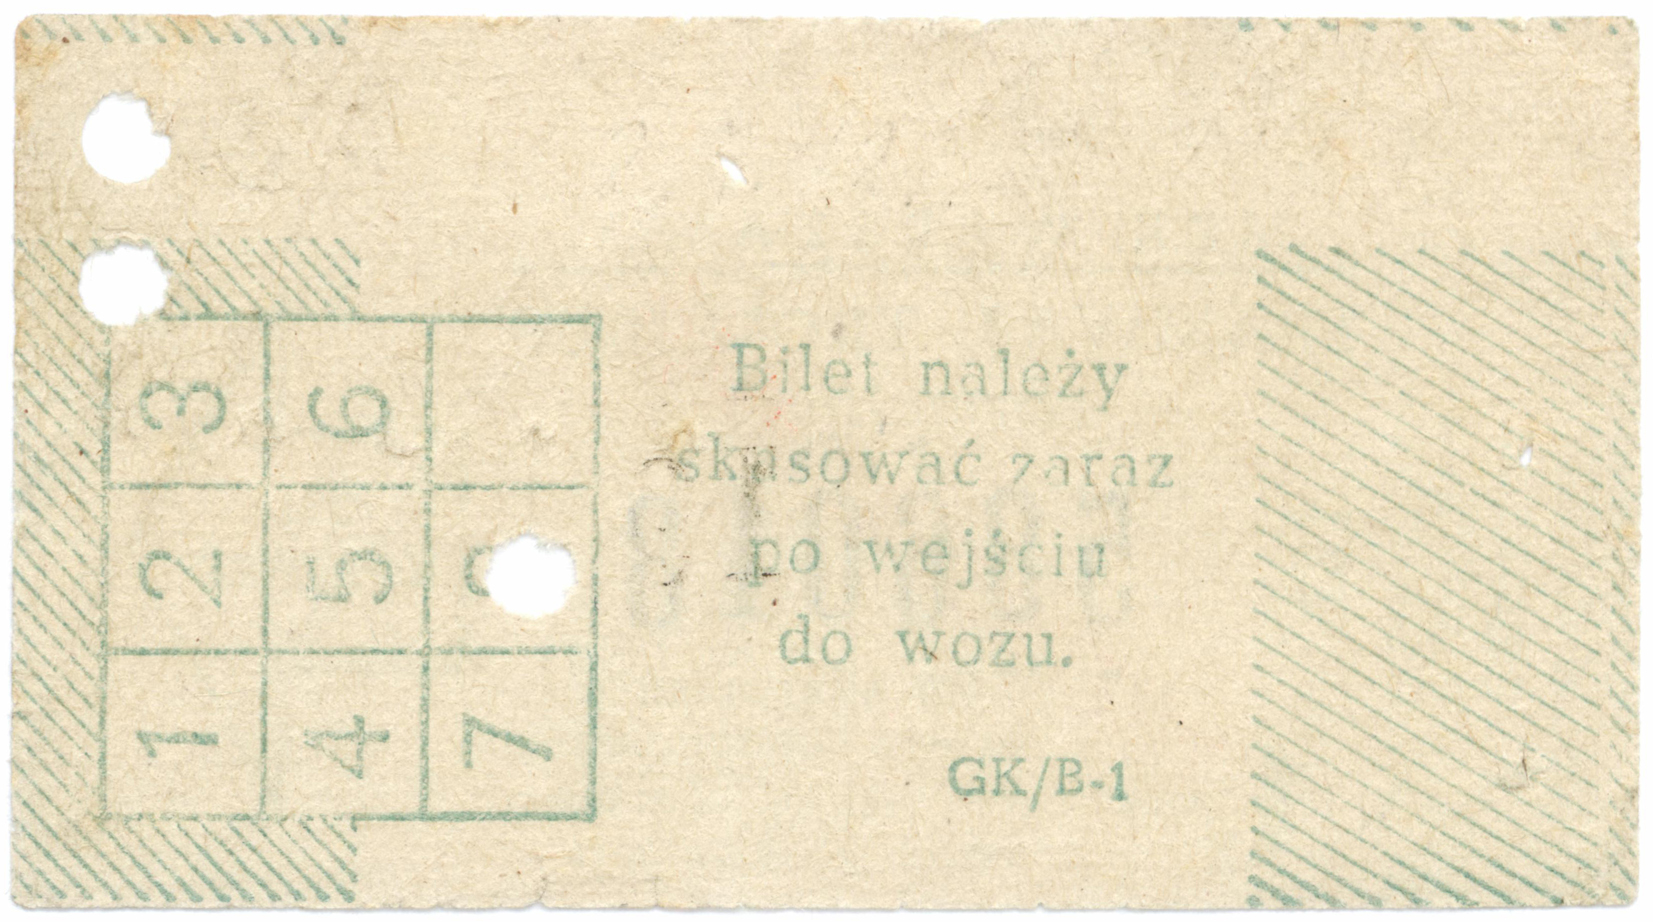 3 6
2 5
1 4 7
Bilet należy
skasować zaraz
po wejściu
do wozu.
GK/B-1